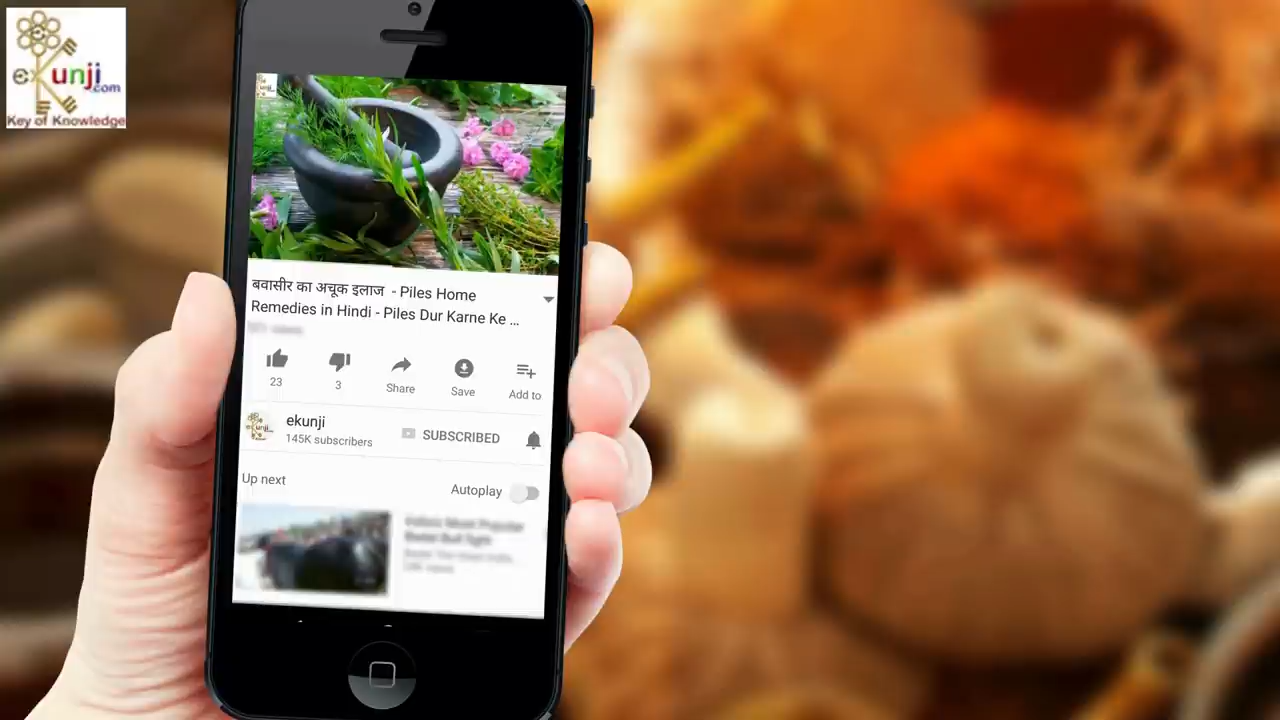 ekunji
.com
Key of Knowledge
बवासीर का अचूक इलाज - Piles Home
Remedies in Hindi - Piles Dur Karne Ke ...
23
3
Share
Save
Add to
ekunji
145K subscribers
SUBSCRIBED
Up next
Autoplay